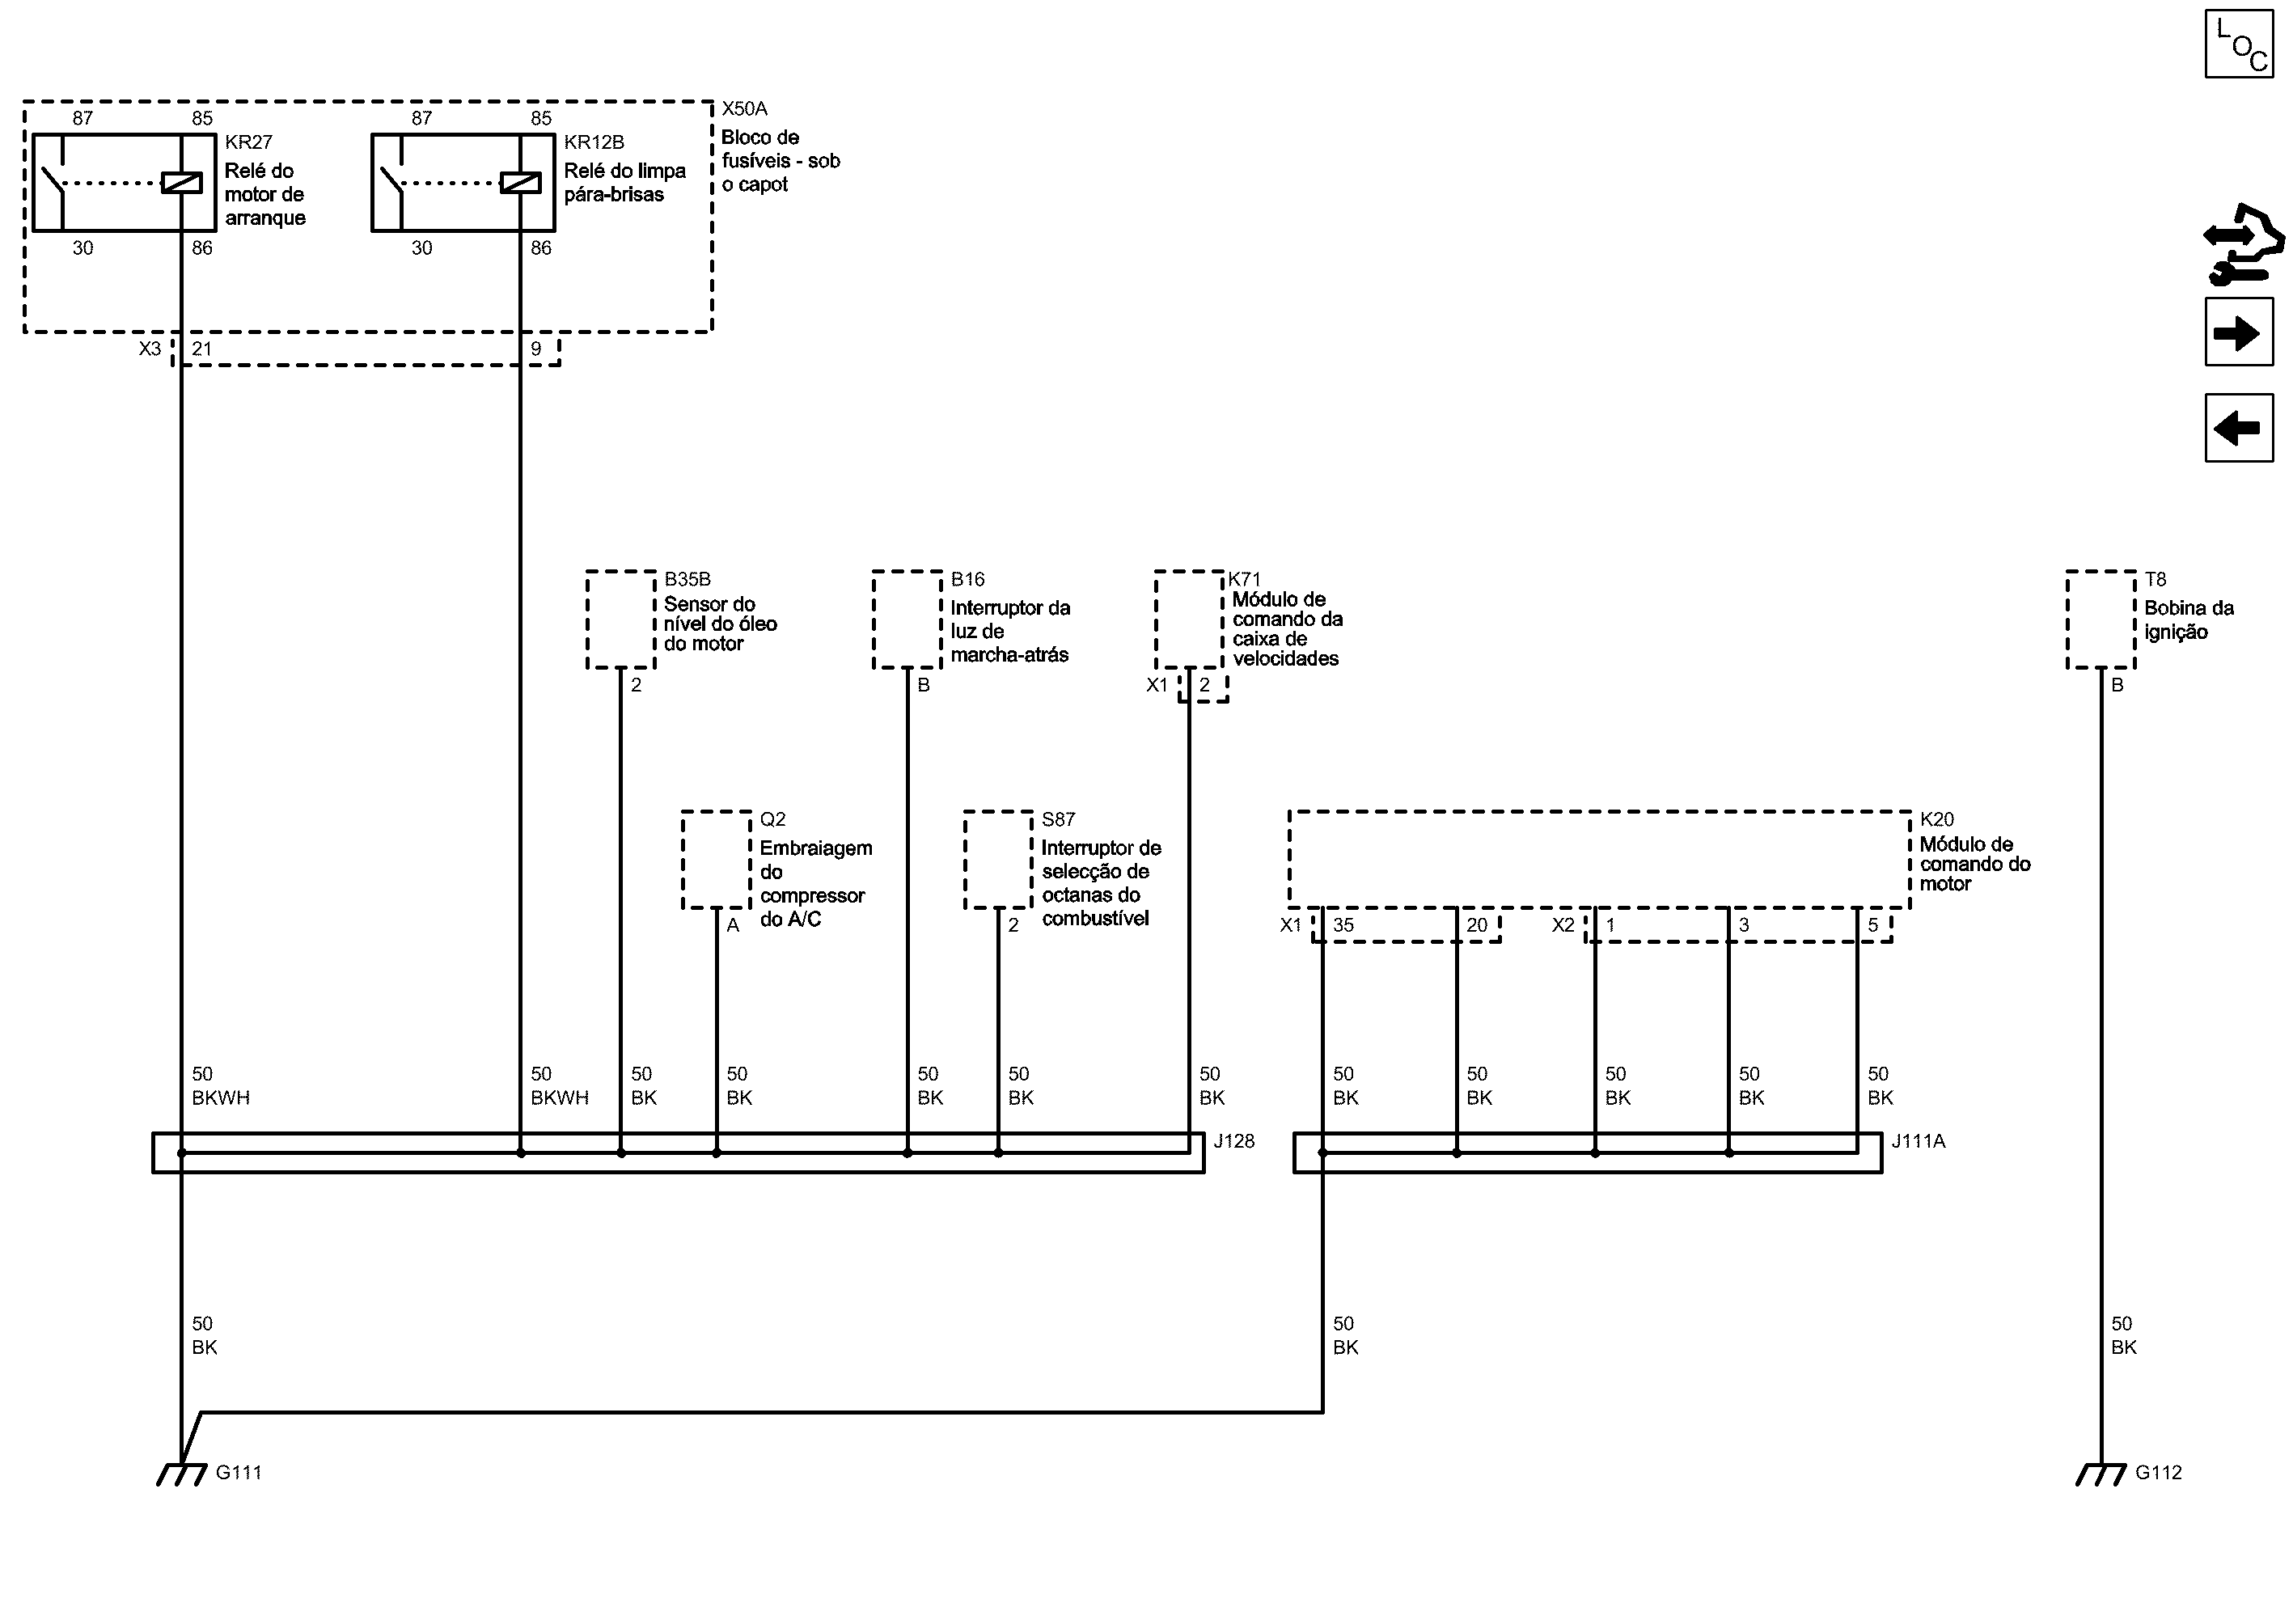 LOC
X50A
Bloco de
fusíveis - sob
o capot
87
85
KR27
Relé do
motor de
arranque
30
86
87
85
KR12B
Relé do limpa
pára-brisas
30
86
X3
21
9
B35B
Sensor do
nível do óleo
do motor
2
B16
Interruptor da
luz de
marcha-atrás
B
K71
Módulo de
comando da
caixa de
velocidades
X1
2
T8
Bobina da
ignição
B
Q2
Embraiagem
do
compressor
do A/C
A
S87
Interruptor de
selecção de
octanas do
combustível
2
K20
Módulo de
comando do
motor
X1
35
20
X2
1
3
5
50
BKWH
50
BKWH
50
BK
50
BK
50
BK
50
BK
50
BK
50
BK
50
BK
50
BK
50
BK
50
BK
J128
J111A
50
BK
50
BK
50
BK
G111
G112